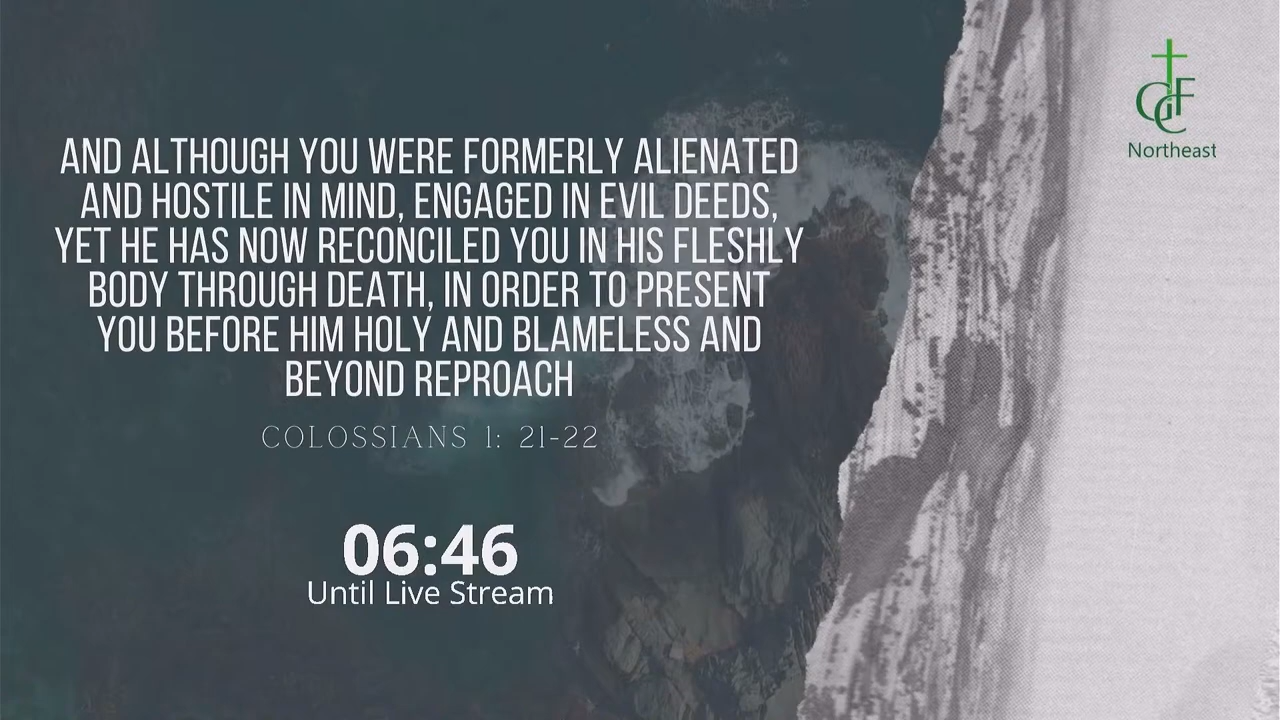 AND ALTHOUGH YOU WERE FORMERLY ALIENATED
AND HOSTILE IN MIND, ENGAGED IN EVIL DEEDS,
YET HE HAS NOW RECONCILED YOU IN HIS FLESHLY
BODY THROUGH DEATH, IN ORDER TO PRESENT
YOU BEFORE HIM HOLY AND BLAMELESS AND
BEYOND REPROACH
COLOSSIANS 1: 21-22
06:46
Until Live Stream
GCF
Northeast